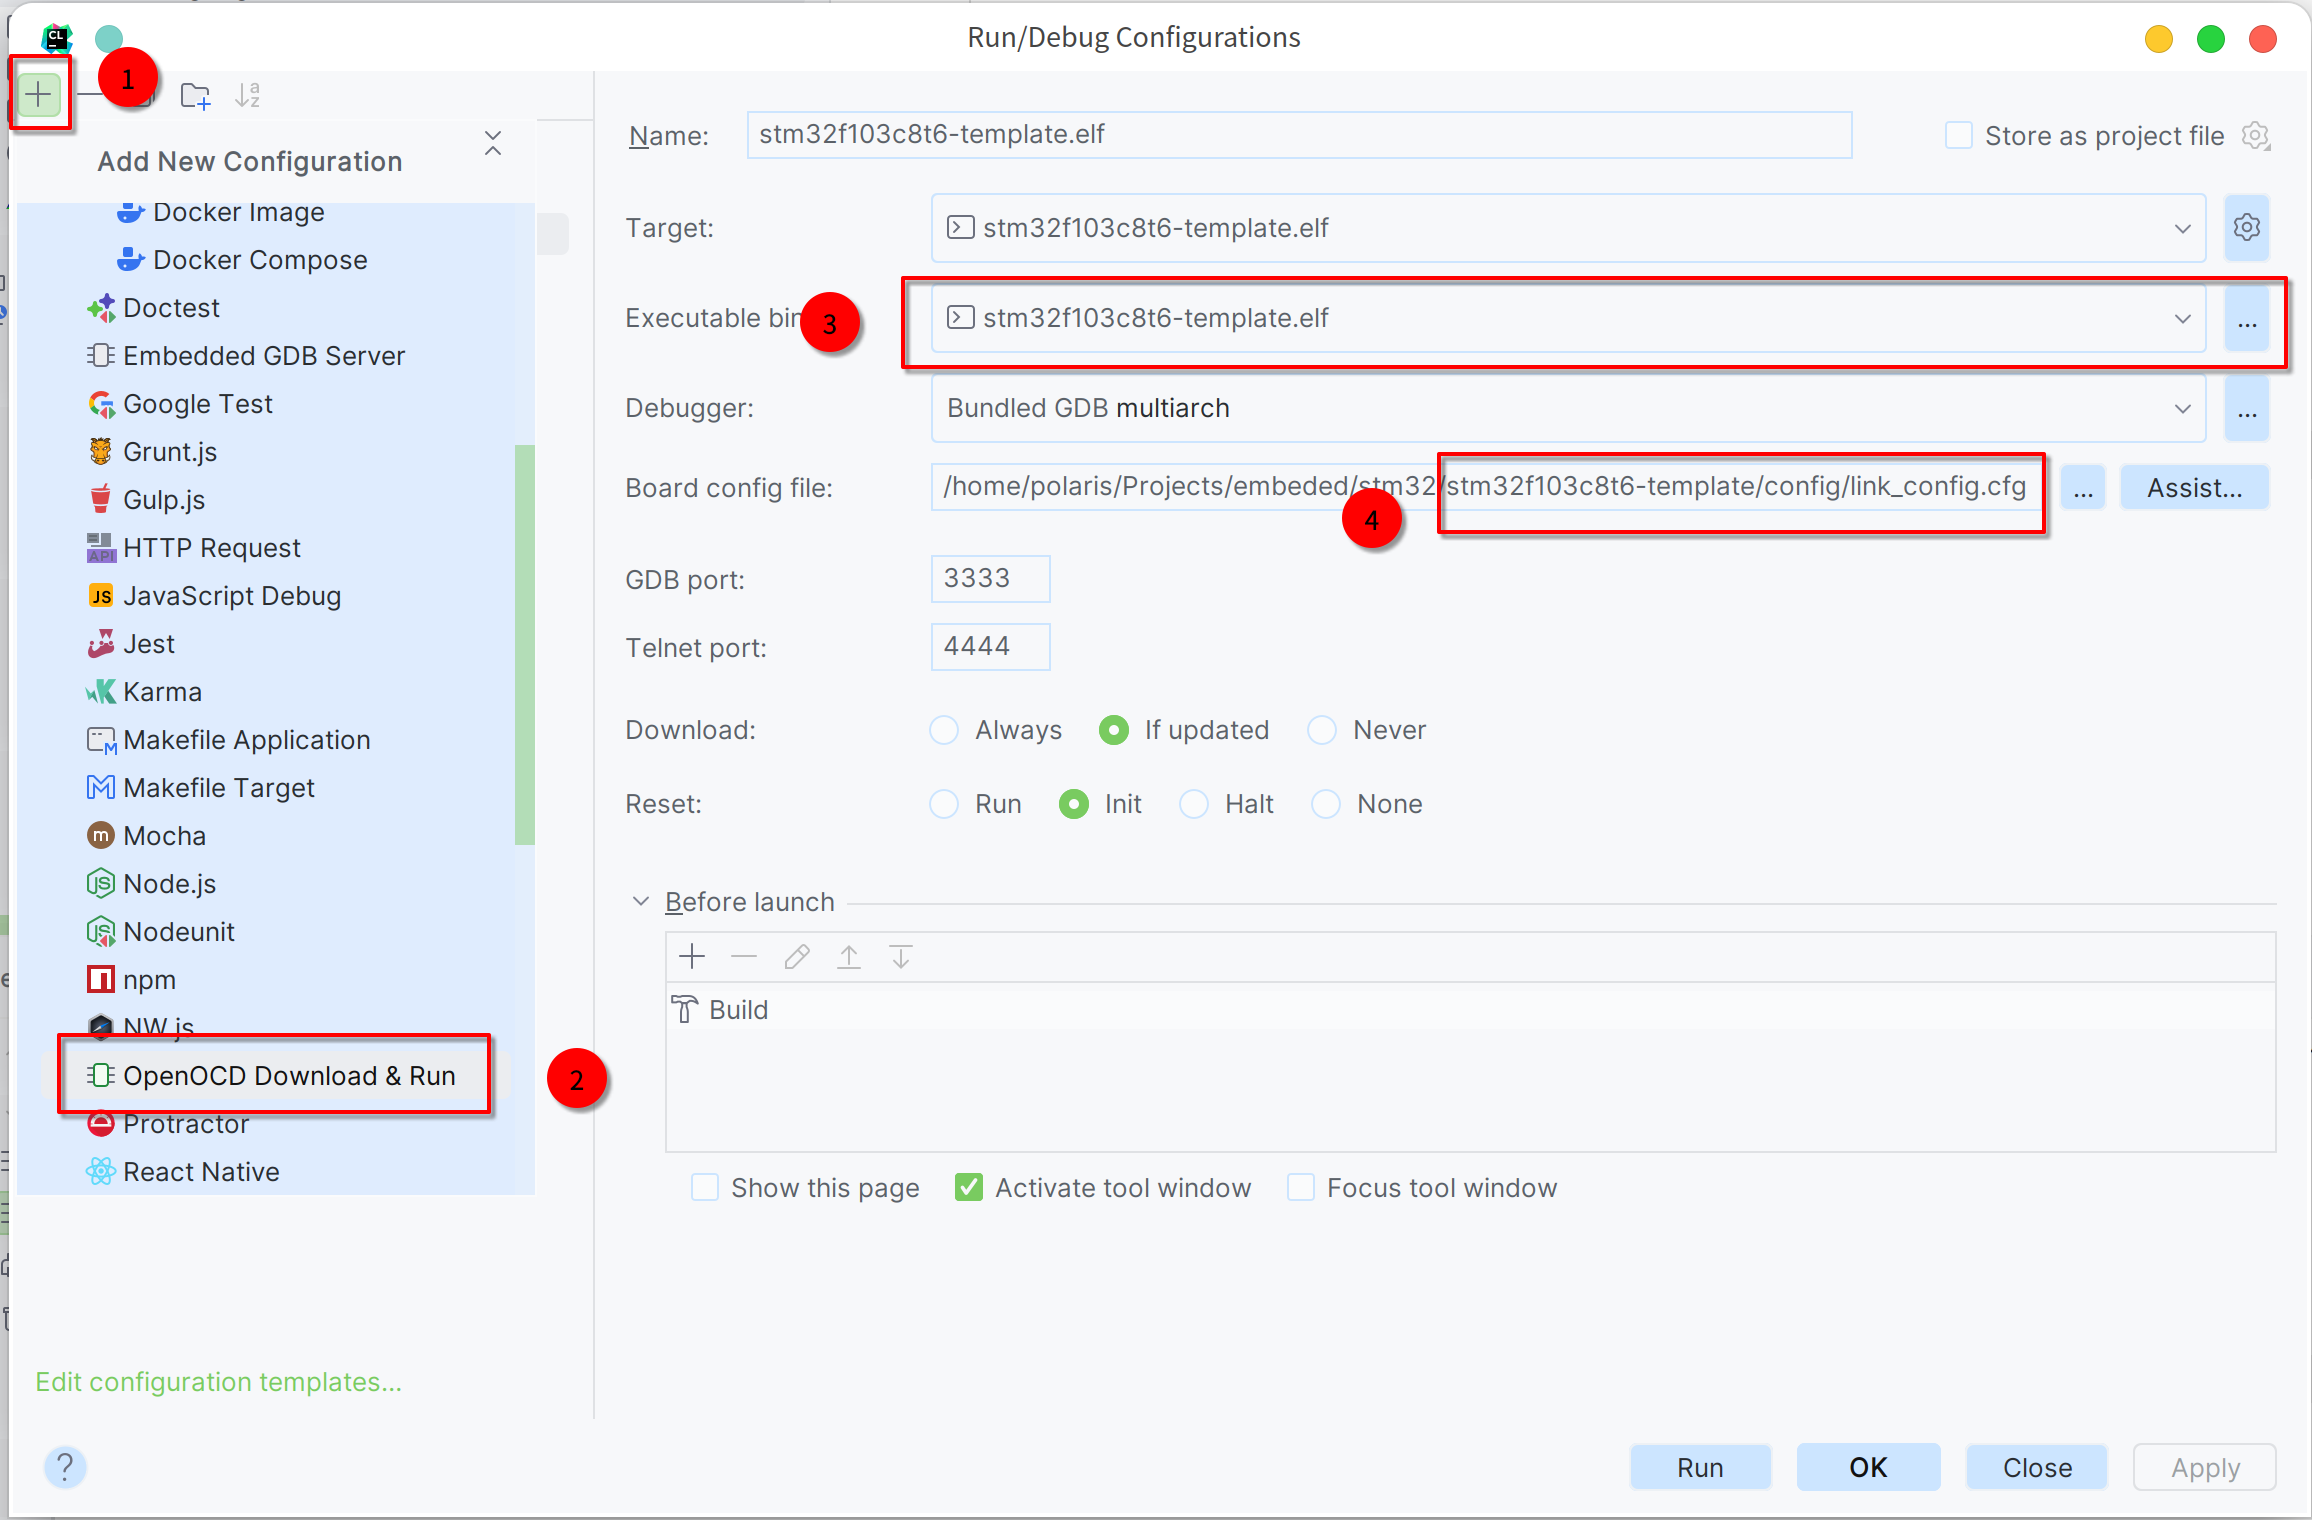 Run/Debug Configurations
1
Add New Configuration
Docker Image
Docker Compose
Doctest
Embedded GDB Server
Google Test
Grunt.js
Gulp.js
HTTP Request
JavaScript Debug
Jest
Karma
Makefile Application
Makefile Target
Mocha
Node.js
Nodeunit
npm
NW.js
OpenOCD Download & Run
2
Protractor
React Native
Edit configuration templates...
Name: stm32f103c8t6-template.elf
Store as project file
Target: stm32f103c8t6-template.elf
Executable bin 3 stm32f103c8t6-template.elf ...
Debugger: Bundled GDB multiarch ...
Board config file: /home/polaris/Projects/embeded/stm32/stm32f103c8t6-template/config/link_config.cfg ... Assist...
4
GDB port: 3333
Telnet port: 4444
Download: Always If updated Never
Reset: Run Init Halt None
Before launch
Build
Show this page Activate tool window Focus tool window
? Run OK Close Apply